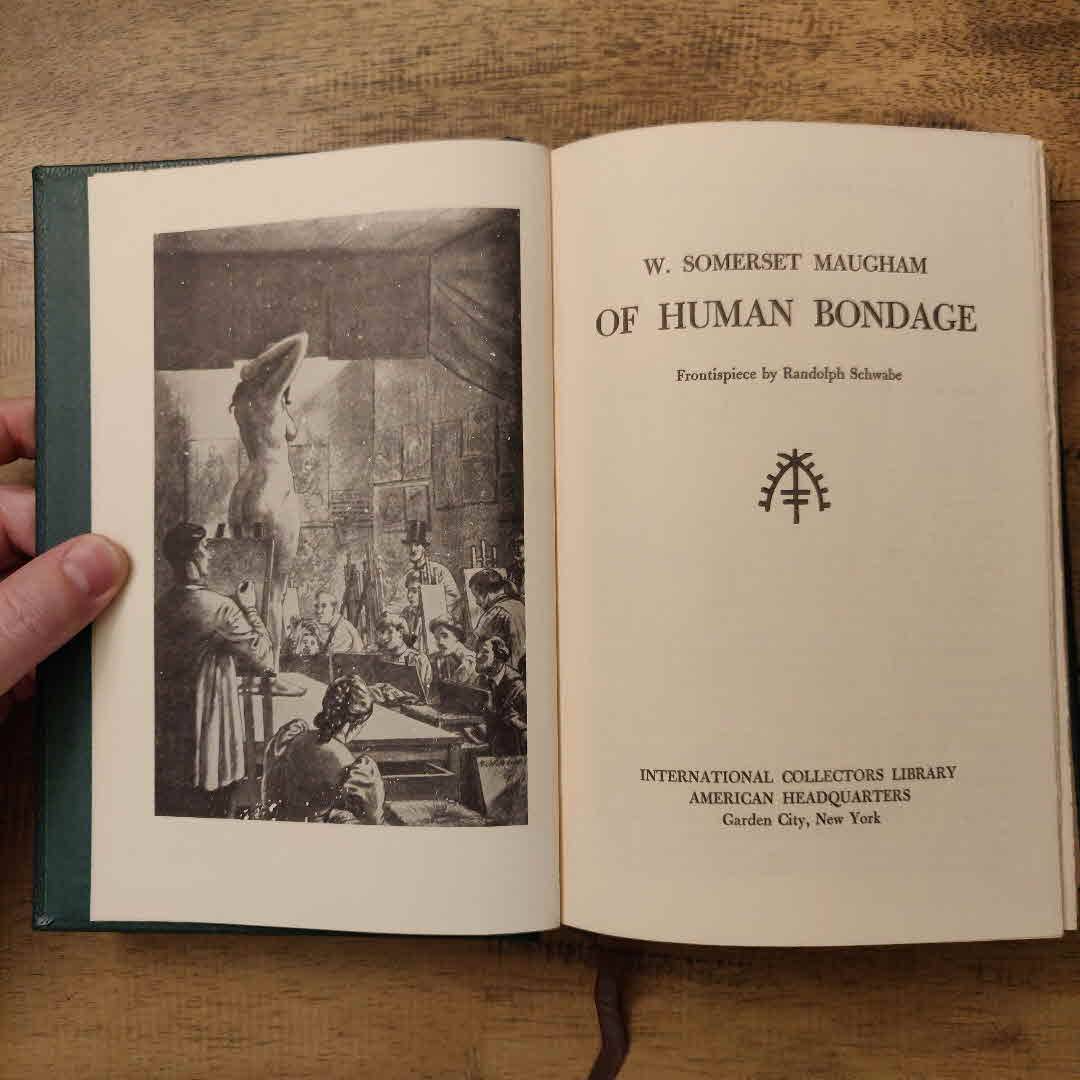 W. SOMERSET MAUGHAM
OF HUMAN BONDAGE
Frontispiece by Randolph Schwabe
INTERNATIONAL COLLECTORS LIBRARY
AMERICAN HEADQUARTERS
Garden City, New York